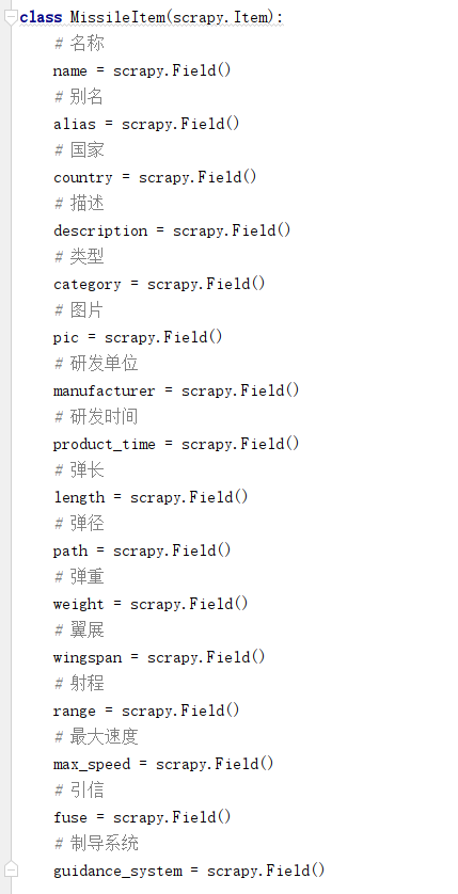 class MissileItem(scrapy.Item):
# 名称
name = scrapy.Field()
# 别名
alias = scrapy.Field()
# 国家
country = scrapy.Field()
# 描述
description = scrapy.Field()
# 类型
category = scrapy.Field()
# 图片
pic = scrapy.Field()
# 研发单位
manufacturer = scrapy.Field()
# 研发时间
product_time = scrapy.Field()
# 弹长
length = scrapy.Field()
# 弹径
path = scrapy.Field()
# 弹重
weight = scrapy.Field()
# 翼展
wingspan = scrapy.Field()
# 射程
range = scrapy.Field()
# 最大速度
max_speed = scrapy.Field()
# 引信
fuse = scrapy.Field()
# 制导系统
guidance_system = scrapy.Field()